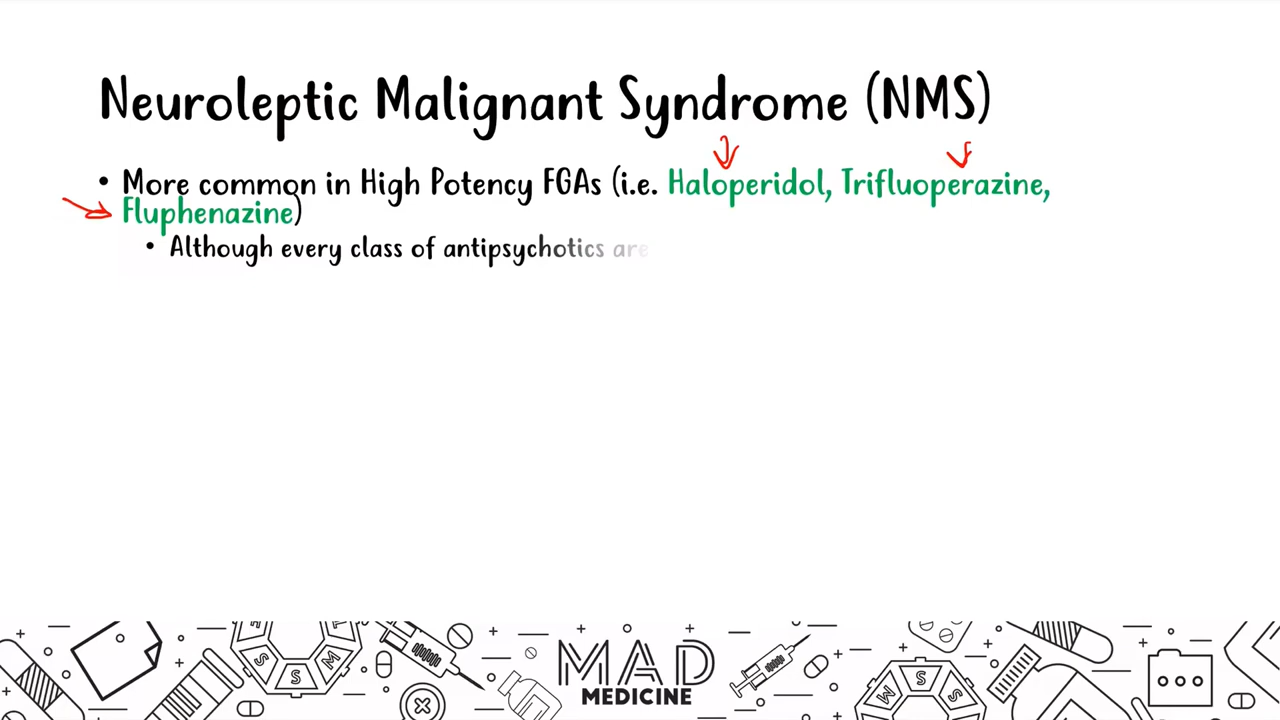 Neuroleptic Malignant Syndrome (NMS)
• More common in High Potency FGAs (i.e. Haloperidol, Trifluoperazine,
Fluphenazine)
• Although every class of antipsychotics are
MAD
MEDICINE
S
S
M
M
S
S